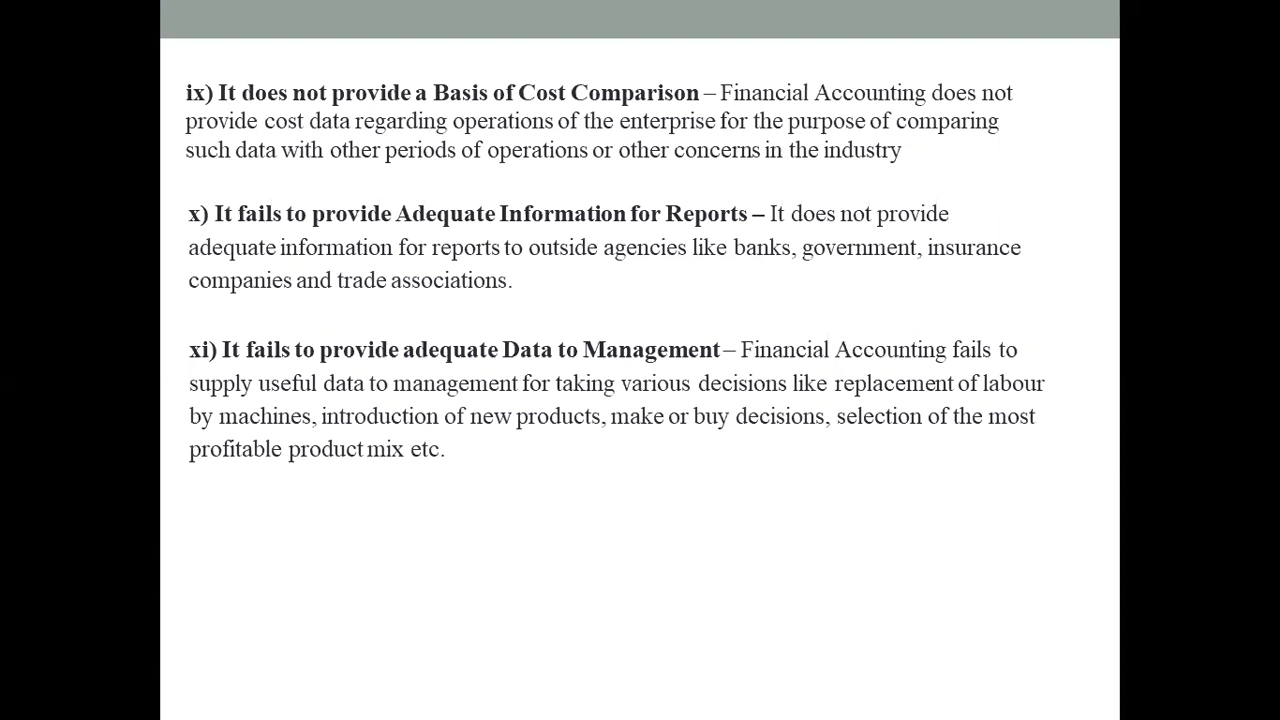 ix) It does not provide a Basis of Cost Comparison – Financial Accounting does not
provide cost data regarding operations of the enterprise for the purpose of comparing
such data with other periods of operations or other concerns in the industry
x) It fails to provide Adequate Information for Reports – It does not provide
adequate information for reports to outside agencies like banks, government, insurance
companies and trade associations.
xi) It fails to provide adequate Data to Management – Financial Accounting fails to
supply useful data to management for taking various decisions like replacement of labour
by machines, introduction of new products, make or buy decisions, selection of the most
profitable product mix etc.